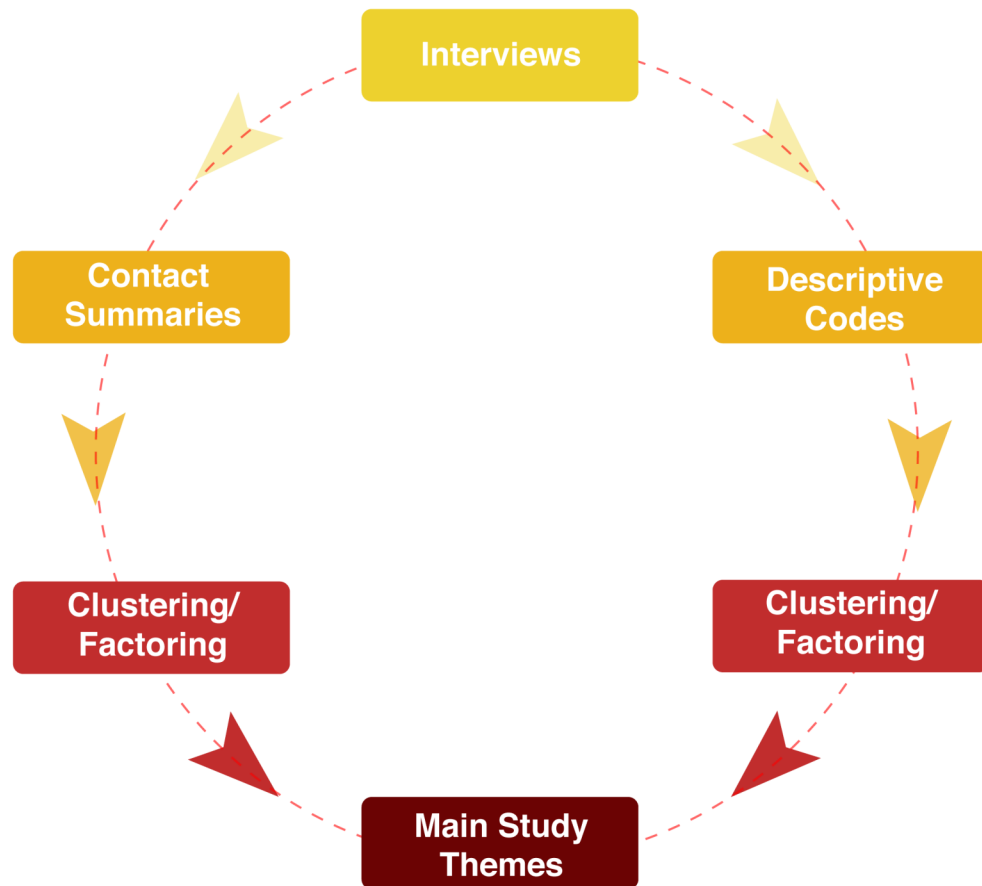 Interviews
Contact
Summaries
Descriptive
Codes
Clustering/
Factoring
Clustering/
Factoring
Main Study
Themes